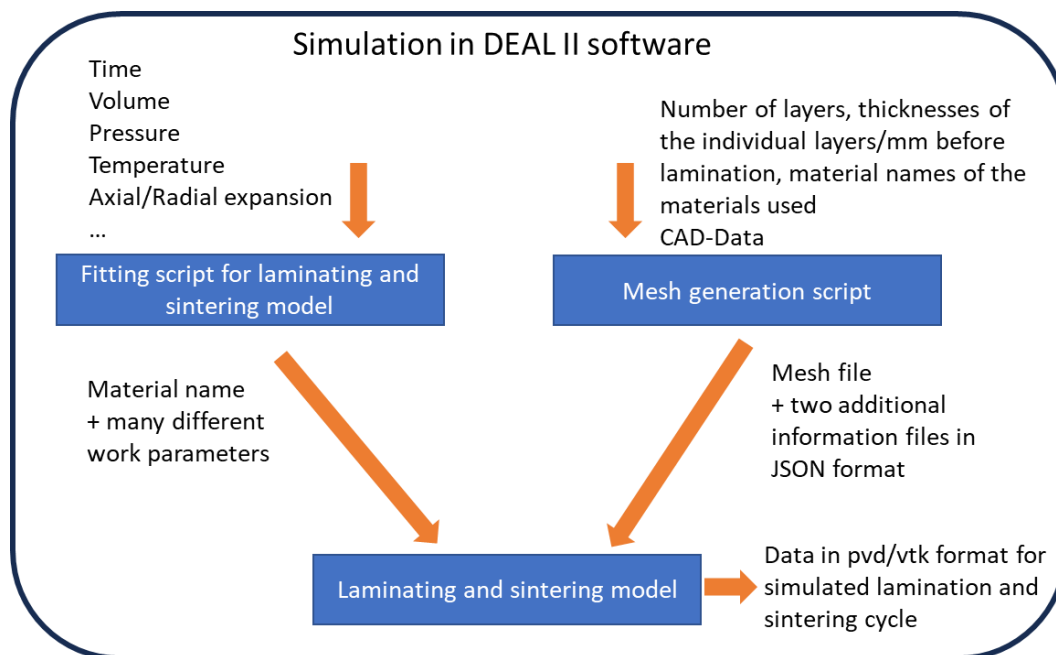 Simulation in DEAL II software
Time
Volume
Pressure
Temperature
Axial/Radial expansion
...
Number of layers, thicknesses of
the individual layers/mm before
lamination, material names of the
materials used
CAD-Data
Fitting script for laminating and
sintering model
Mesh generation script
Material name
+ many different
work parameters
Mesh file
+ two additional
information files in
JSON format
Laminating and sintering model
Data in pvd/vtk format for
simulated lamination and
sintering cycle